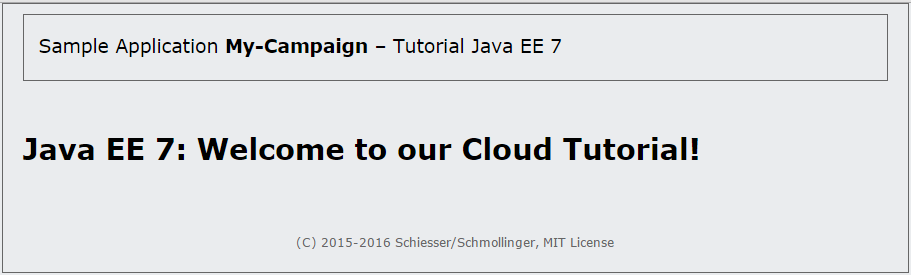 Sample Application My-Campaign – Tutorial Java EE 7
Java EE 7: Welcome to our Cloud Tutorial!
(C) 2015-2016 Schiesser/Schmollinger, MIT License